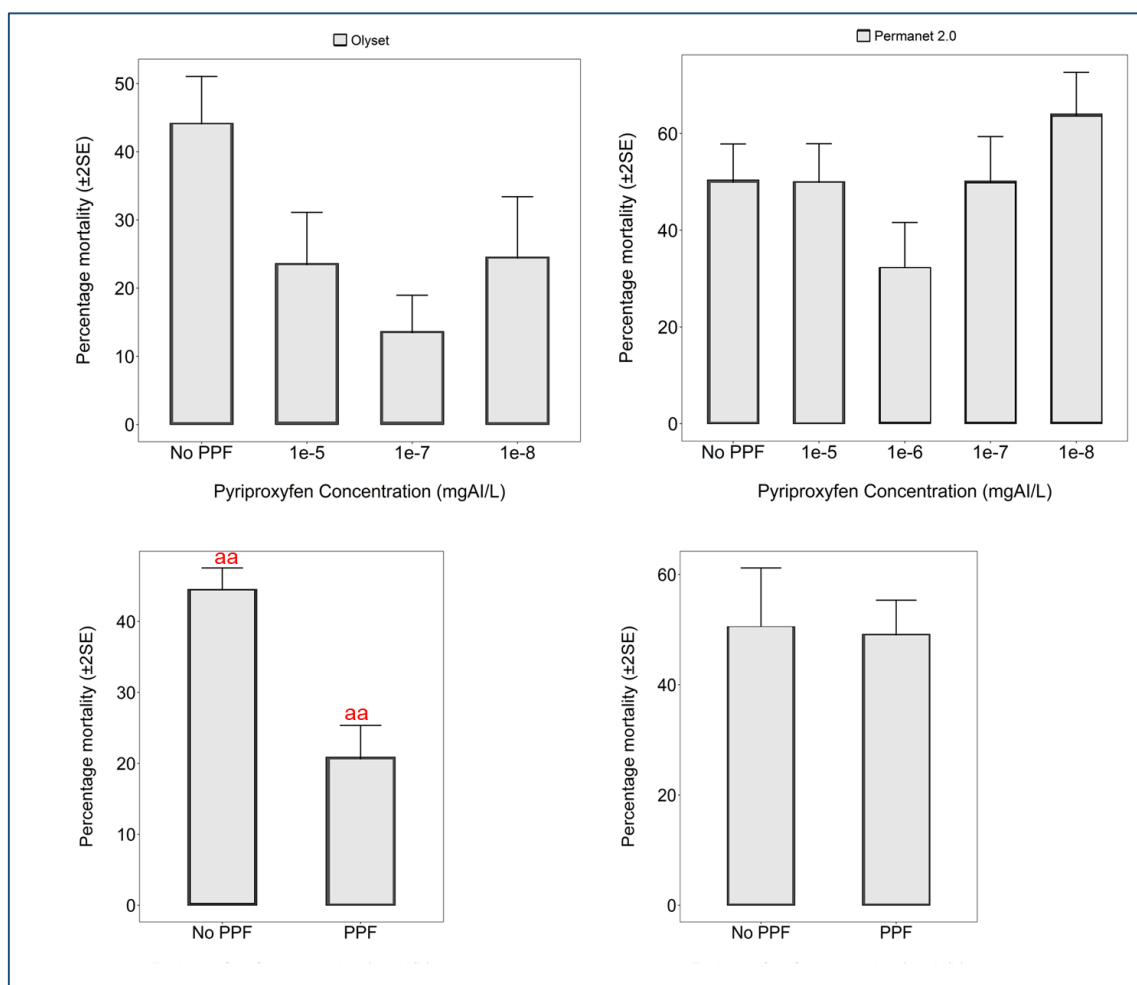 Olyset
Percentage mortality (±2SE)
50
40
30
20
10
0
No PPF 1e-5 1e-7 1e-8
Pyriproxyfen Concentration (mgAI/L)
Permanet 2.0
Percentage mortality (±2SE)
60
40
20
0
No PPF 1e-5 1e-6 1e-7 1e-8
Pyriproxyfen Concentration (mgAI/L)
Percentage mortality (±2SE)
aa
aa
40
30
20
10
0
No PPF PPF
Percentage mortality (±2SE)
60
40
20
0
No PPF PPF